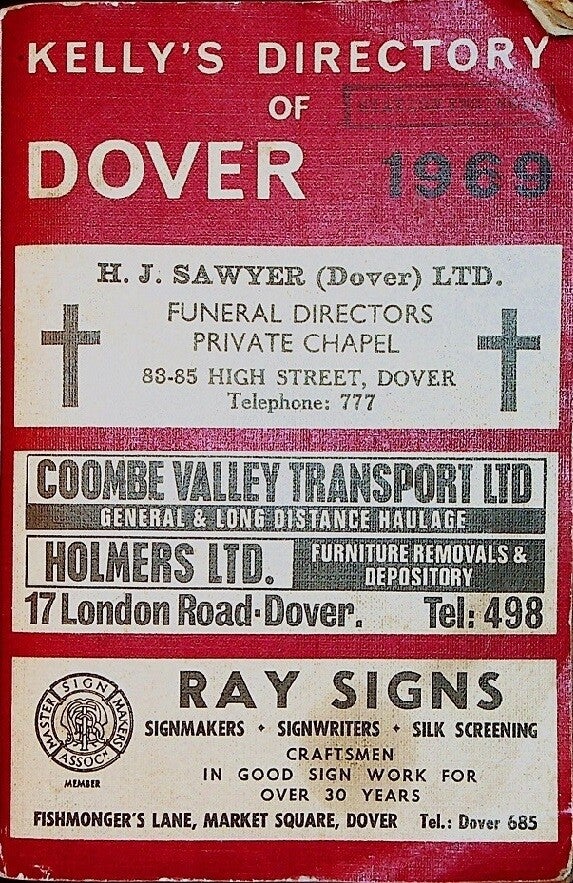 KELLY'S DIRECTORY
OF
DOVER 1969
H. J. SAWYER (Dover) LTD.
FUNERAL DIRECTORS
PRIVATE CHAPEL
83-85 HIGH STREET, DOVER
Telephone: 777
COOMBE VALLEY TRANSPORT LTD
GENERAL & LONG DISTANCE HAULAGE
HOLMERS LTD.
FURNITURE REMOVALS &
DEPOSITORY
17 London Road·Dover. Tel: 498
RAY SIGNS
MASTER SIGN MAKERS ASSOCN
MEMBER
SIGNMAKERS · SIGNWRITERS · SILK SCREENING
CRAFTSMEN
IN GOOD SIGN WORK FOR
OVER 30 YEARS
FISHMONGER'S LANE, MARKET SQUARE, DOVER Tel.: Dover 685